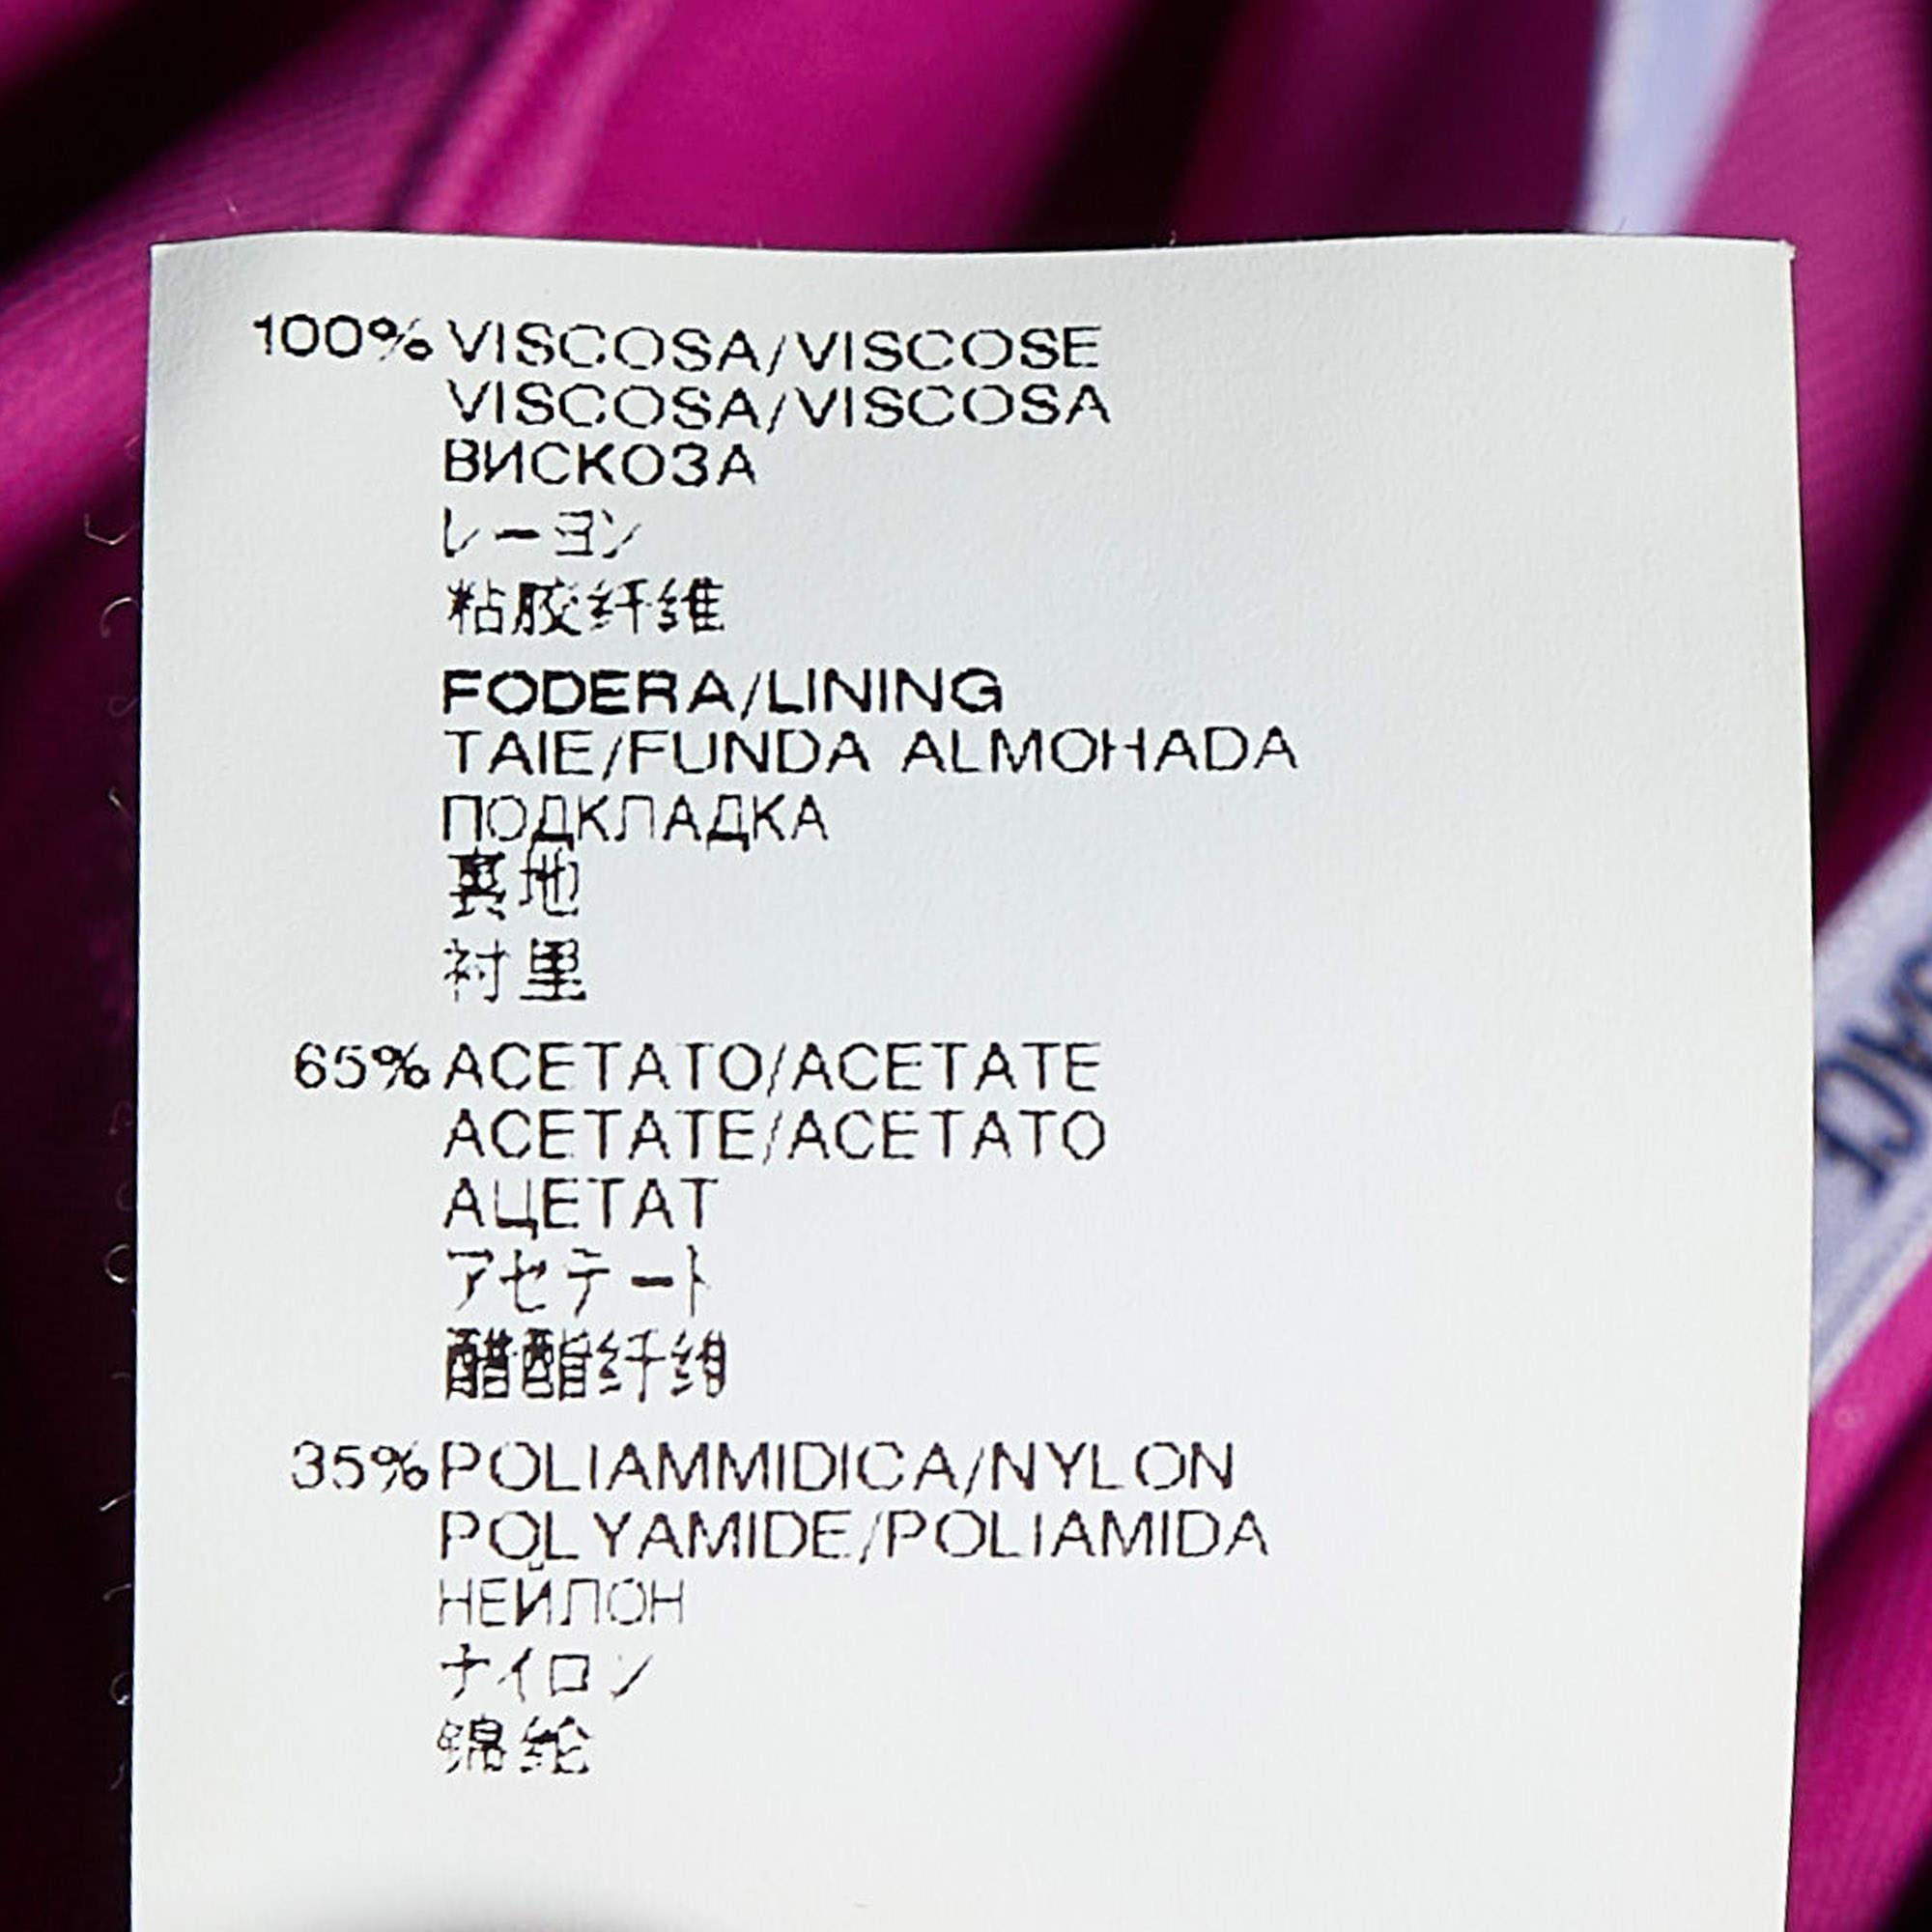 100% VISCOSA/VISCOSE
VISCOSA/VISCOSA
ВИСКОЗА
レーヨン
粘胶纤维
FODERA/LINING
TAIE/FUNDA ALMOHADA
ПОДКЛАДКА
裏地
衬里
65% ACETATO/ACETATE
ACETATE/ACETATO
АЦЕТАТ
アセテート
醋酯纤维
35% POLIAMMIDICA/NYLON
POLYAMIDE/POLIAMIDA
НЕЙЛОН
ナイロン
锦纶